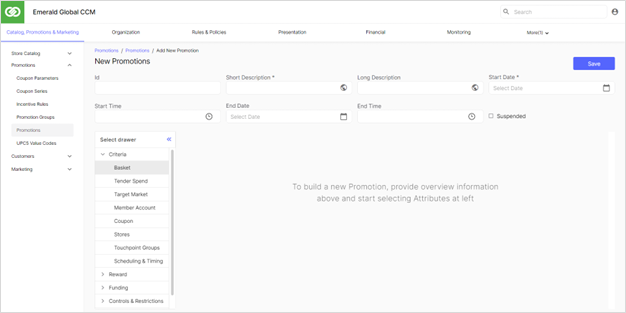 Emerald Global CCM
Search
Catalog, Promotions & Marketing
Organization
Rules & Policies
Presentation
Financial
Monitoring
More(1)
Store Catalog
Promotions
Coupon Parameters
Coupon Series
Incentive Rules
Promotion Groups
Promotions
UPC5 Value Codes
Customers
Marketing
Promotions / Promotions / Add New Promotion
New Promotions
Save
Id
Short Description *
Long Description
Start Date *
Select Date
Start Time
End Date
Select Date
End Time
Suspended
Select drawer
Criteria
Basket
Tender Spend
Target Market
Member Account
Coupon
Stores
Touchpoint Groups
Scheduling & Timing
Reward
Funding
Controls & Restrictions
To build a new Promotion, provide overview information
above and start selecting Attributes at left